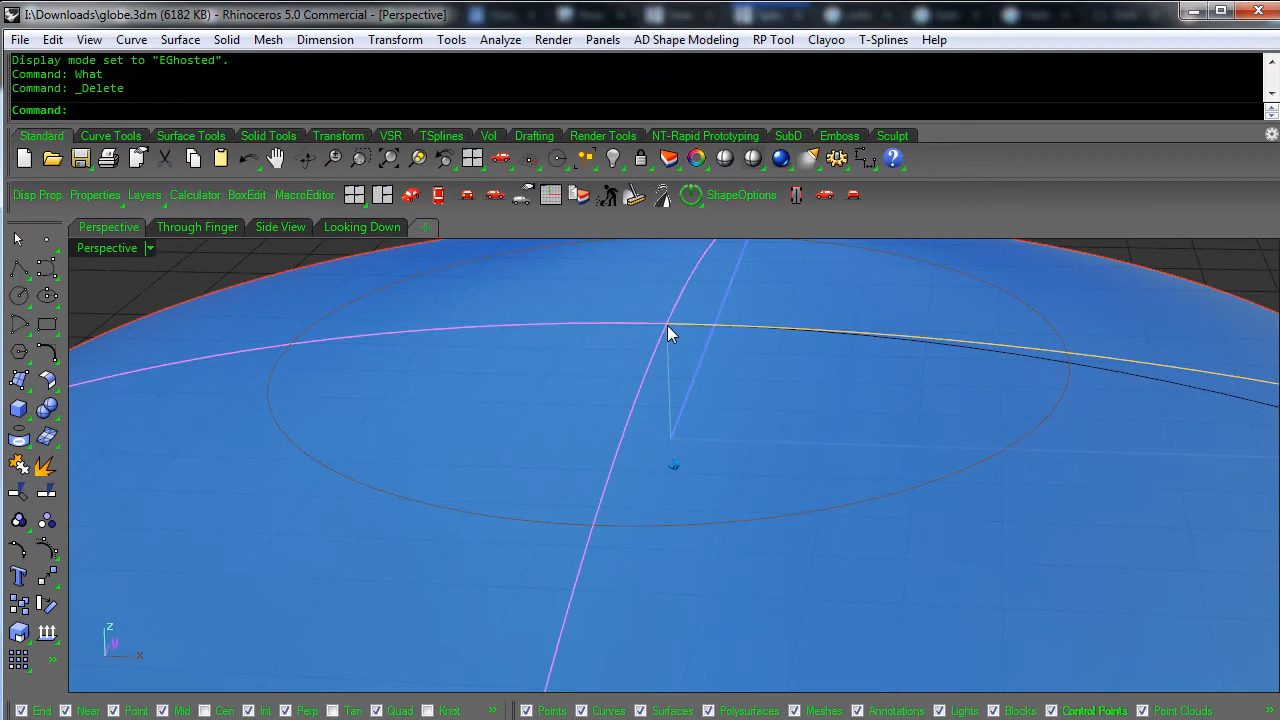 I:\Downloads\globe.3dm (6182 KB) - Rhinoceros 5.0 Commercial - [Perspective]
File Edit View Curve Surface Solid Mesh Dimension Transform Tools Analyze Render Panels AD Shape Modeling RP Tool Clayoo T-Splines Help
Display mode set to "EGhosted".
Command: What
Command: _Delete
Command:
Standard Curve Tools Surface Tools Solid Tools Transform VSR TSplines Vol Drafting Render Tools NT-Rapid Prototyping SubD Emboss Sculpt
Disp Prop Properties Layers Calculator BoxEdit MacroEditor ShapeOptions
Perspective Through Finger Side View Looking Down
Perspective
z
y
x
End Near Point Mid Cen Int Perp Tan Quad Knot » Points Curves Surfaces Polysurfaces Meshes Annotations Lights Blocks Control Points Point Clouds »